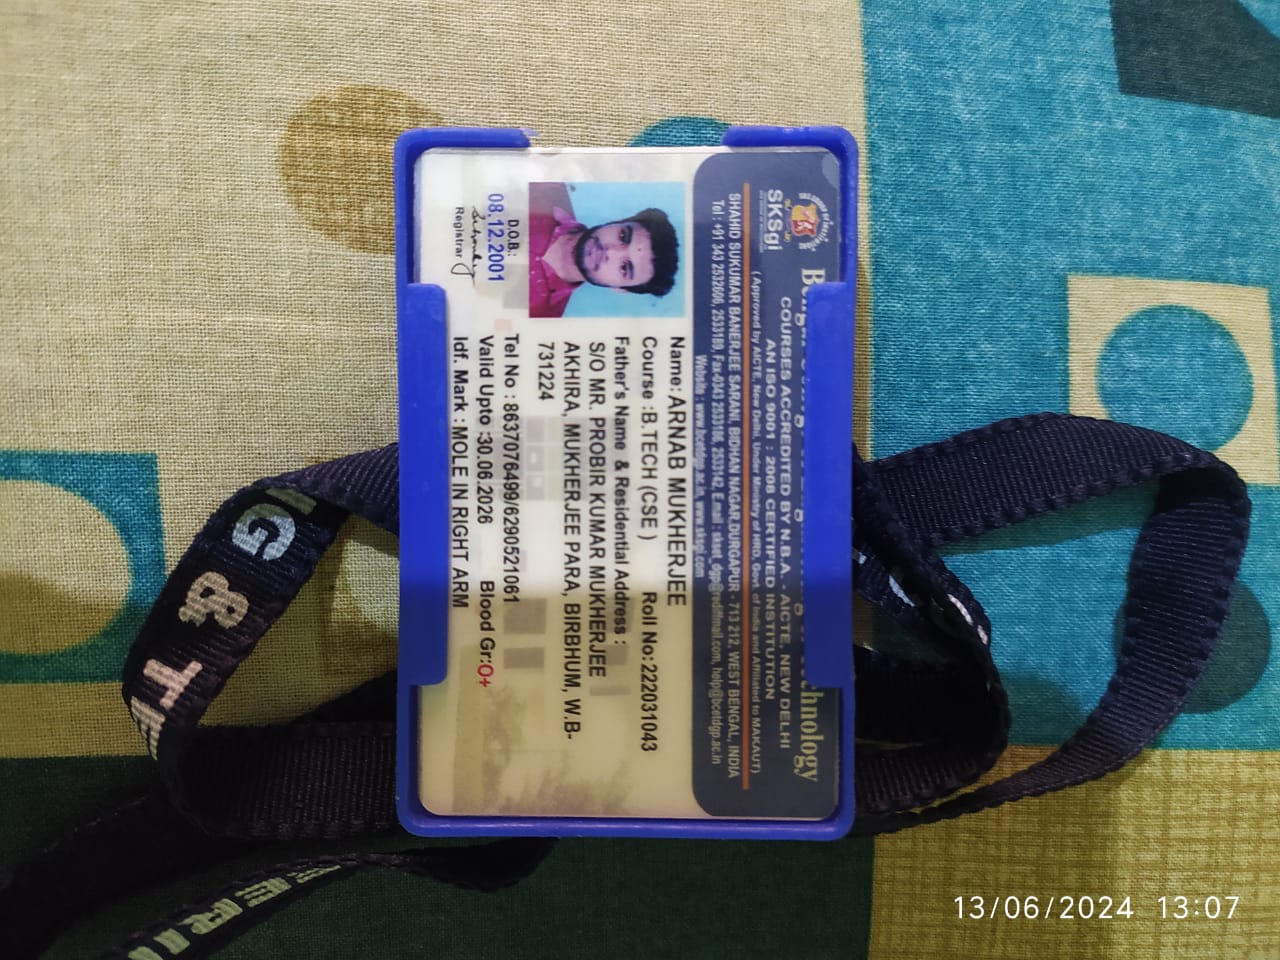 13/06/2024 13:07
SKSgi
Technology
COURSES ACCREDITED BY N.B.A. - AICTE, NEW DELHI
AN ISO 9001 : 2008 CERTIFIED INSTITUTION
( Approved by AICTE, New Delhi, Under Ministry of HRD, Govt. of India and Affiliated to MAKAUT)
SHAHID SUKUMAR BANERJEE SARANI, BIDHAN NAGAR,DURGAPUR - 713 212, WEST BENGAL, INDIA
Tel : +91 343 2532606, 2533189, Fax-0343 2533186, 2533142, E.mail : skset_dgp@rediffmail.com, help@bcetdgp.ac.in
Website : www.bcetdgp.ac.in, www.sksgi.com
Name: ARNAB MUKHERJEE
Course : B.TECH (CSE ) Roll No: 222031043
Father's Name & Residential Address :
S/O MR. PROBIR KUMAR MUKHERJEE
AKHIRA, MUKHERJEE PARA, BIRBHUM, W.B-
731224
D.O.B.:
08.12.2001
Registrar
Tel No : 8637076499/6290521061
Valid Upto :30.06.2026 Blood Gr:O+
Idf. Mark : MOLE IN RIGHT ARM
G & TE
EERI